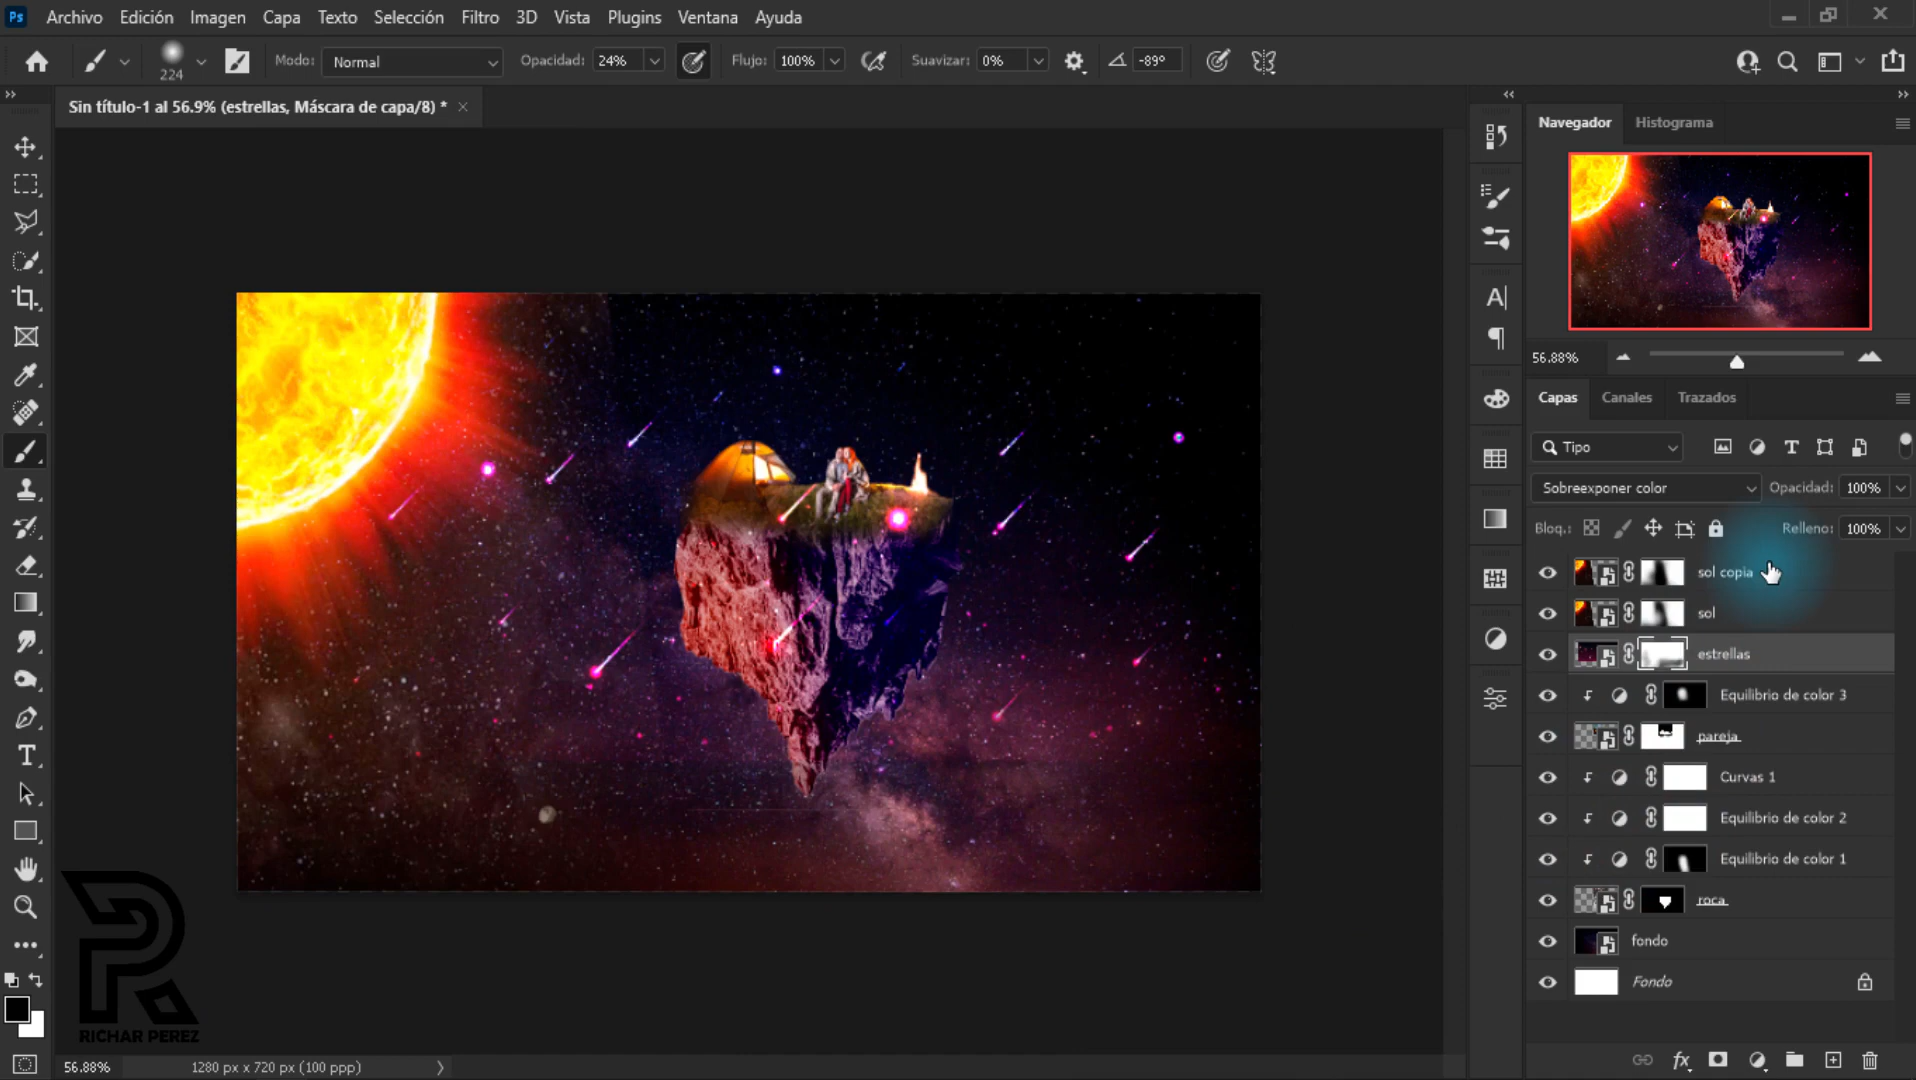 Ps Archivo Edición Imagen Capa Texto Selección Filtro 3D Vista Plugins Ventana Ayuda
224 Modo: Normal Opacidad: 24% Flujo: 100% Suavizar: 0% -89°
Sin título-1 al 56.9% (estrellas, Máscara de capa/8) *
Navegador Histograma
56.88%
Capas Canales Trazados
Tipo
Sobreexponer color Opacidad: 100%
Bloq.: Relleno: 100%
sol copia
sol
estrellas
Equilibrio de color 3
pareja
Curvas 1
Equilibrio de color 2
Equilibrio de color 1
roca
fondo
Fondo
RICHAR PEREZ
56.88% 1280 px x 720 px (100 ppp)